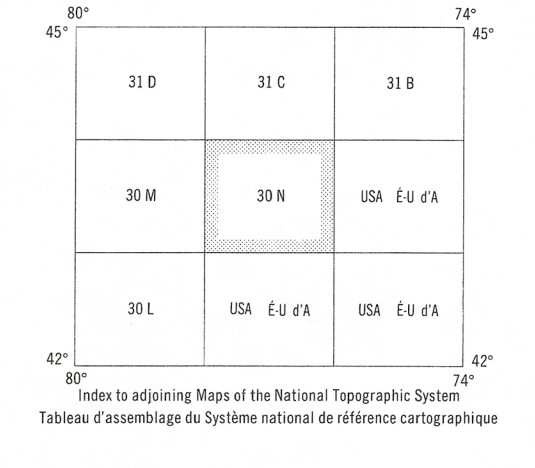 80° 74°
45° 45°
31 D 31 C 31 B
30 M 30 N USA É-U d'A
30 L USA É-U d'A USA É-U d'A
42° 42°
80° 74°
Index to adjoining Maps of the National Topographic System
Tableau d'assemblage du Système national de référence cartographique